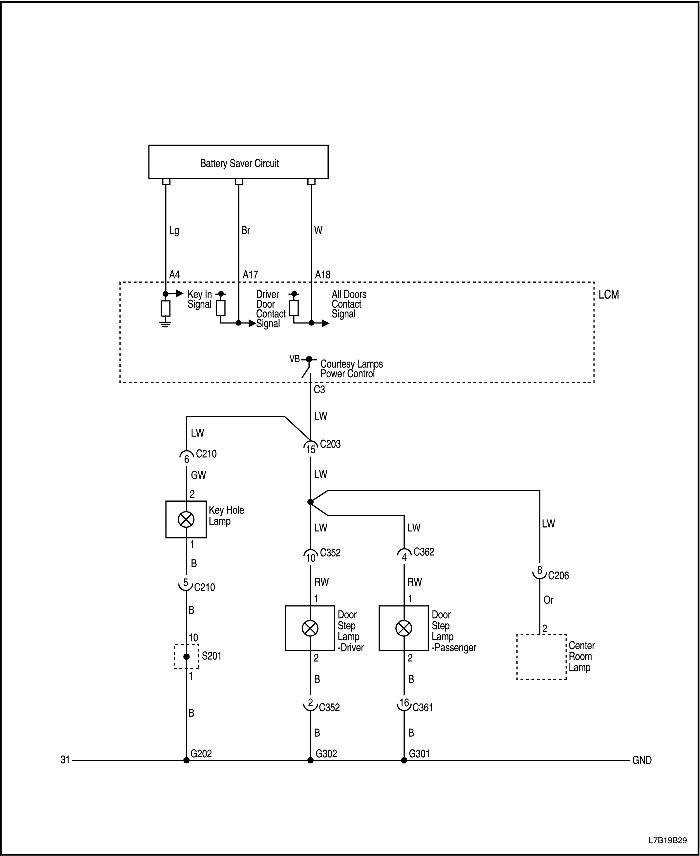 Battery Saver Circuit
Lg
Br
W
A4
A17
A18
Key In
Signal
Driver
Door
Contact
Signal
All Doors
Contact
Signal
LCM
VB
Courtesy Lamps
Power Control
C3
LW
LW
C203
15
C210
6
GW
LW
2
Key Hole
Lamp
1
B
5
C210
B
10
S201
1
B
LW
LW
LW
10
C352
4
C362
8
C206
RW
RW
Or
1
Door
Step
Lamp
-Driver
2
1
Door
Step
Lamp
-Passenger
2
2
Center
Room
Lamp
B
B
2
C352
16
C361
B
B
31
G202
G302
G301
GND
L7B19B29